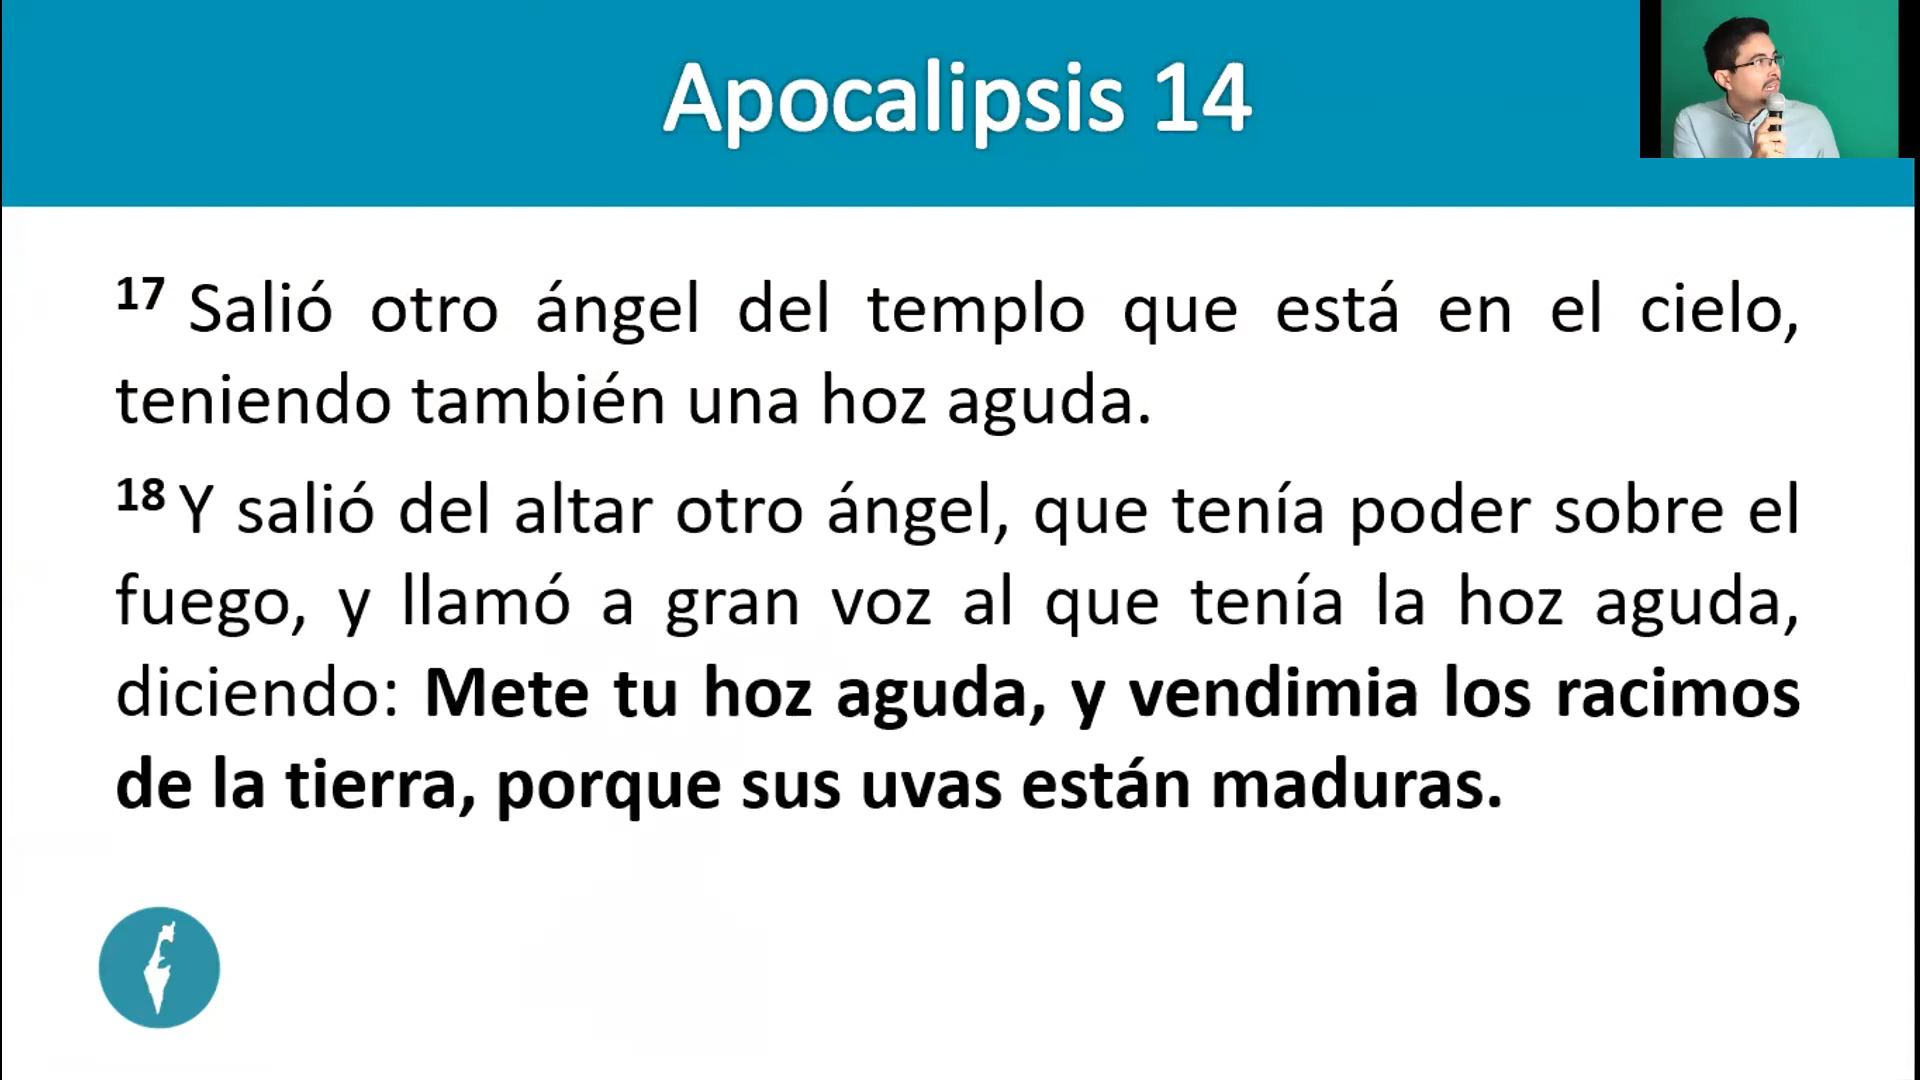 Apocalipsis 14
17 Salió otro ángel del templo que está en el cielo,
teniendo también una hoz aguda.
18 Y salió del altar otro ángel, que tenía poder sobre el
fuego, y llamó a gran voz al que tenía la hoz aguda,
diciendo: Mete tu hoz aguda, y vendimia los racimos
de la tierra, porque sus uvas están maduras.